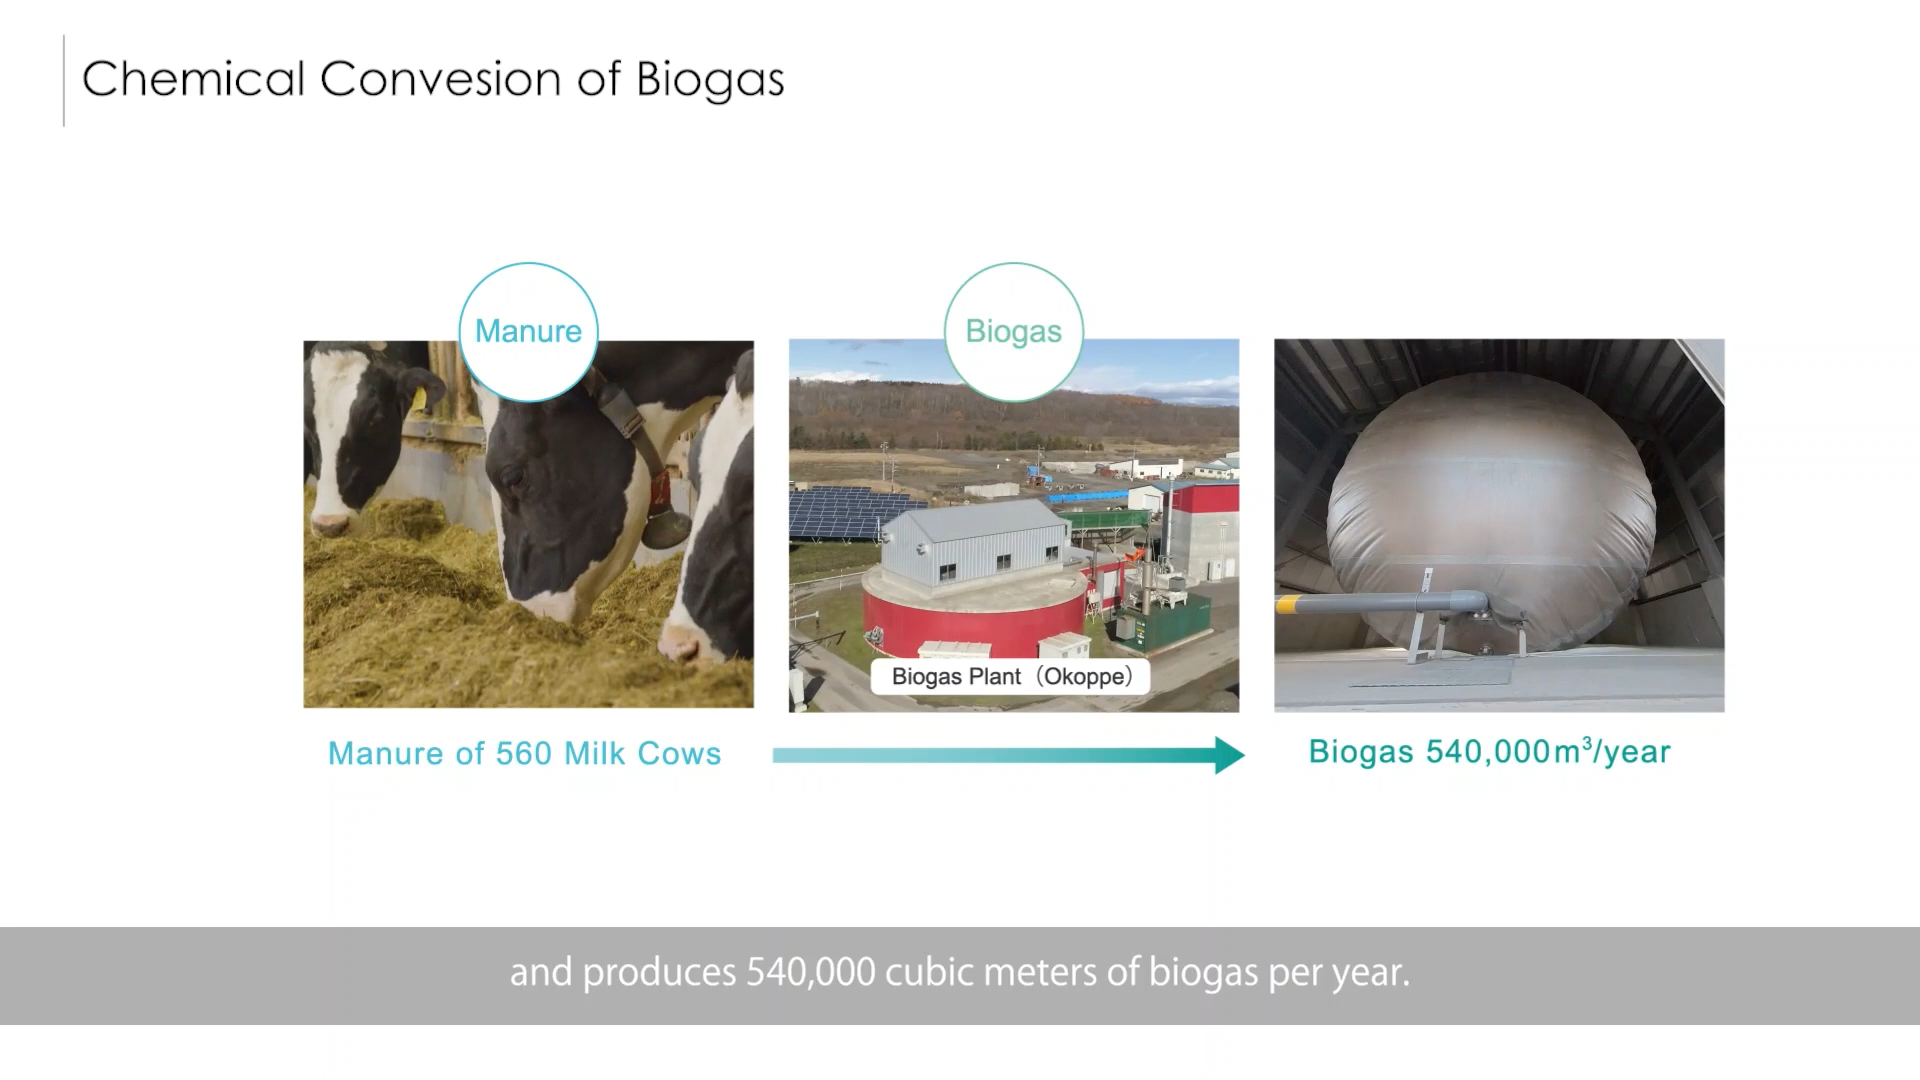 Chemical Convesion of Biogas
Manure
Biogas
Biogas Plant（Okoppe）
Manure of 560 Milk Cows
Biogas 540,000m³/year
and produces 540,000 cubic meters of biogas per year.